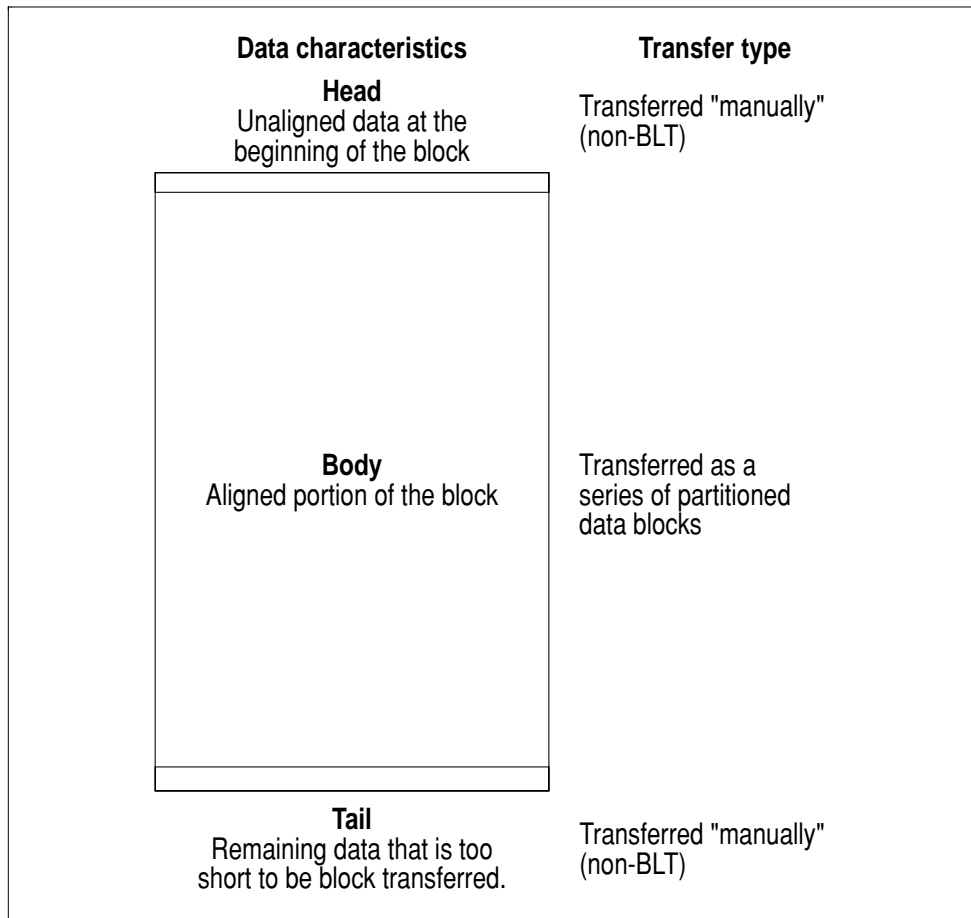 Data characteristics
Transfer type
Head
Unaligned data at the
beginning of the block
Transferred "manually"
(non-BLT)
Body
Aligned portion of the block
Transferred as a
series of partitioned
data blocks
Tail
Remaining data that is too
short to be block transferred.
Transferred "manually"
(non-BLT)